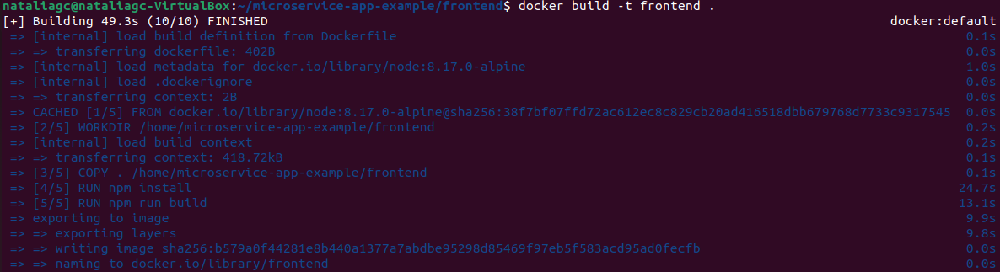 nataliagc@nataliagc-VirtualBox:~/microservice-app-example/frontend$ docker build -t frontend .
[+] Building 49.3s (10/10) FINISHED docker:default
=> [internal] load build definition from Dockerfile 0.1s
=> => transferring dockerfile: 402B 0.0s
=> [internal] load metadata for docker.io/library/node:8.17.0-alpine 1.0s
=> [internal] load .dockerignore 0.0s
=> => transferring context: 2B 0.0s
=> CACHED [1/5] FROM docker.io/library/node:8.17.0-alpine@sha256:38f7bf07ffd72ac612ec8c829cb20ad416518dbb679768d7733c9317545 0.0s
=> [2/5] WORKDIR /home/microservice-app-example/frontend 0.2s
=> [internal] load build context 0.2s
=> => transferring context: 418.72kB 0.1s
=> [3/5] COPY . /home/microservice-app-example/frontend 0.1s
=> [4/5] RUN npm install 24.7s
=> [5/5] RUN npm run build 13.1s
=> exporting to image 9.9s
=> => exporting layers 9.8s
=> => writing image sha256:b579a0f44281e8b440a1377a7abdbe95298d85469f97eb5f583acd95ad0fecfb 0.0s
=> => naming to docker.io/library/frontend 0.0s